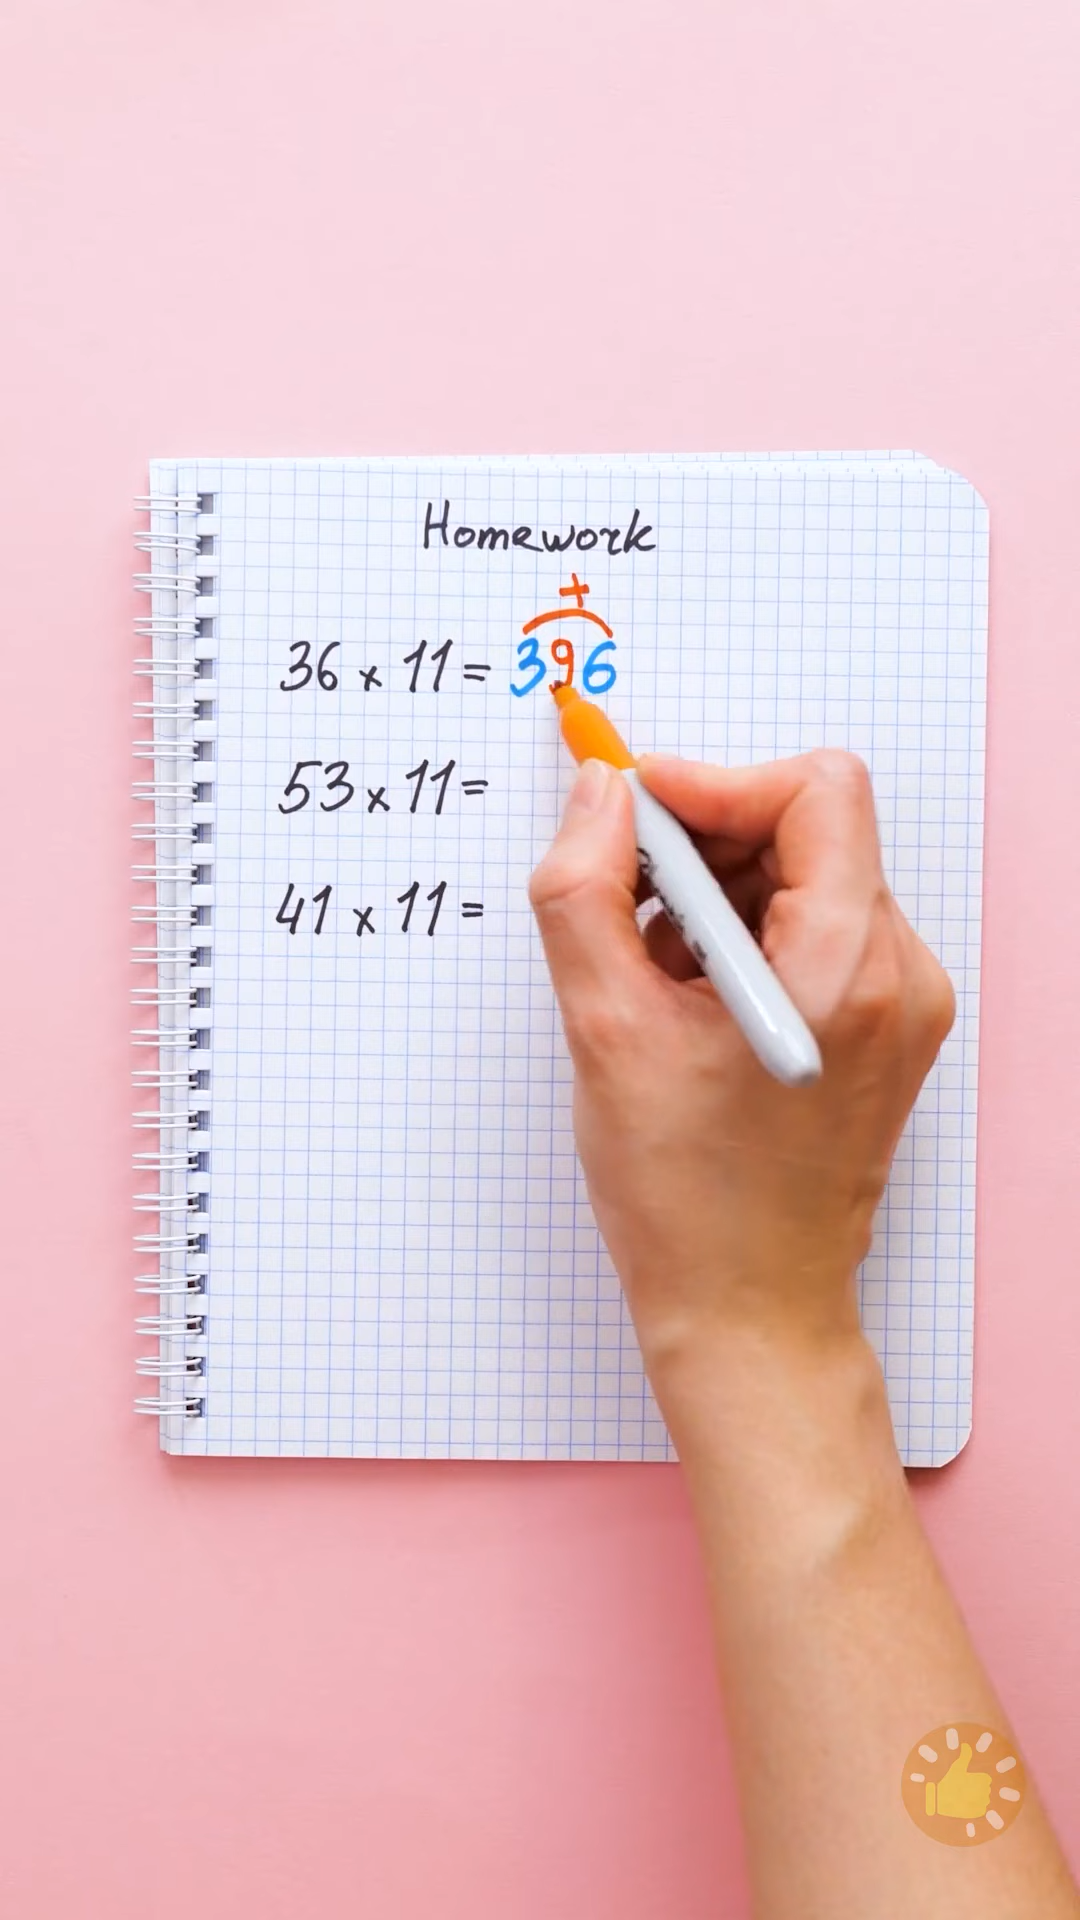 Homework
+
36 x 11 = 396
53 x 11 =
41 x 11 =